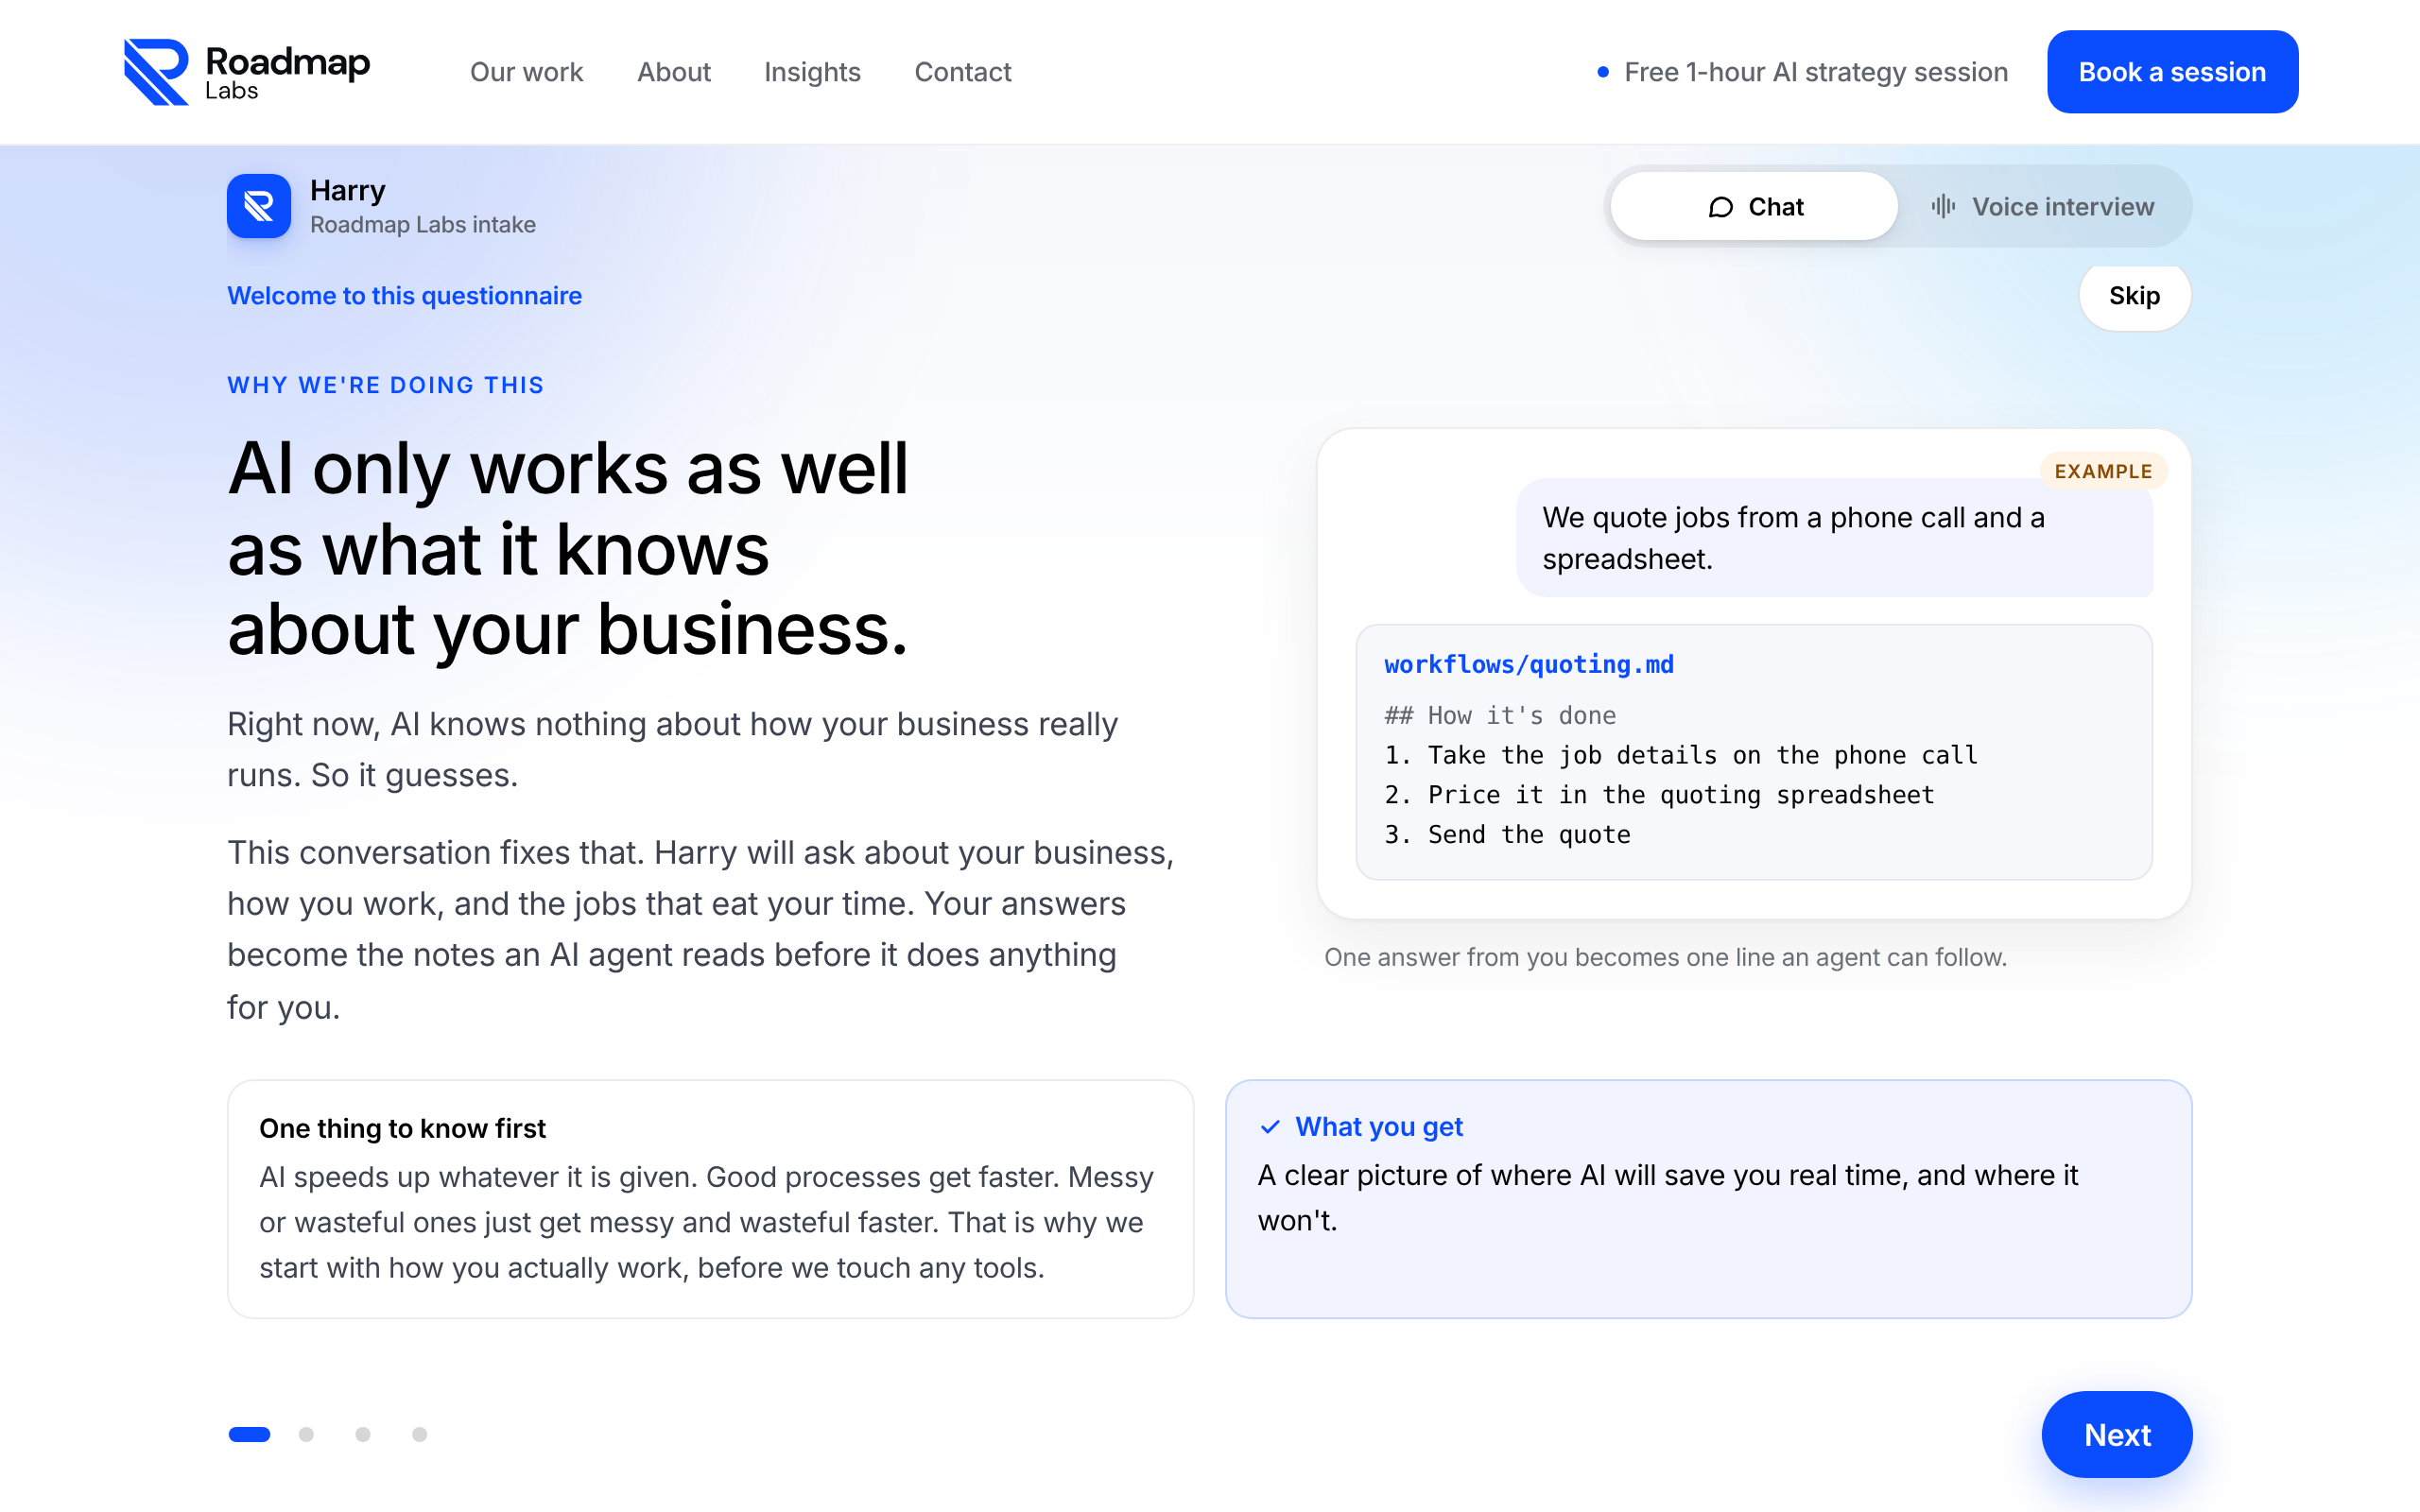 Roadmap
Labs
Our work
About
Insights
Contact
Free 1-hour AI strategy session
Book a session
Harry
Roadmap Labs intake
Chat
Voice interview
Welcome to this questionnaire
Skip
WHY WE'RE DOING THIS
AI only works as well
as what it knows
about your business.
Right now, AI knows nothing about how your business really
runs. So it guesses.
This conversation fixes that. Harry will ask about your business,
how you work, and the jobs that eat your time. Your answers
become the notes an AI agent reads before it does anything
for you.
EXAMPLE
We quote jobs from a phone call and a
spreadsheet.
workflows/quoting.md
## How it's done
1. Take the job details on the phone call
2. Price it in the quoting spreadsheet
3. Send the quote
One answer from you becomes one line an agent can follow.
One thing to know first
AI speeds up whatever it is given. Good processes get faster. Messy
or wasteful ones just get messy and wasteful faster. That is why we
start with how you actually work, before we touch any tools.
What you get
A clear picture of where AI will save you real time, and where it
won't.
Next